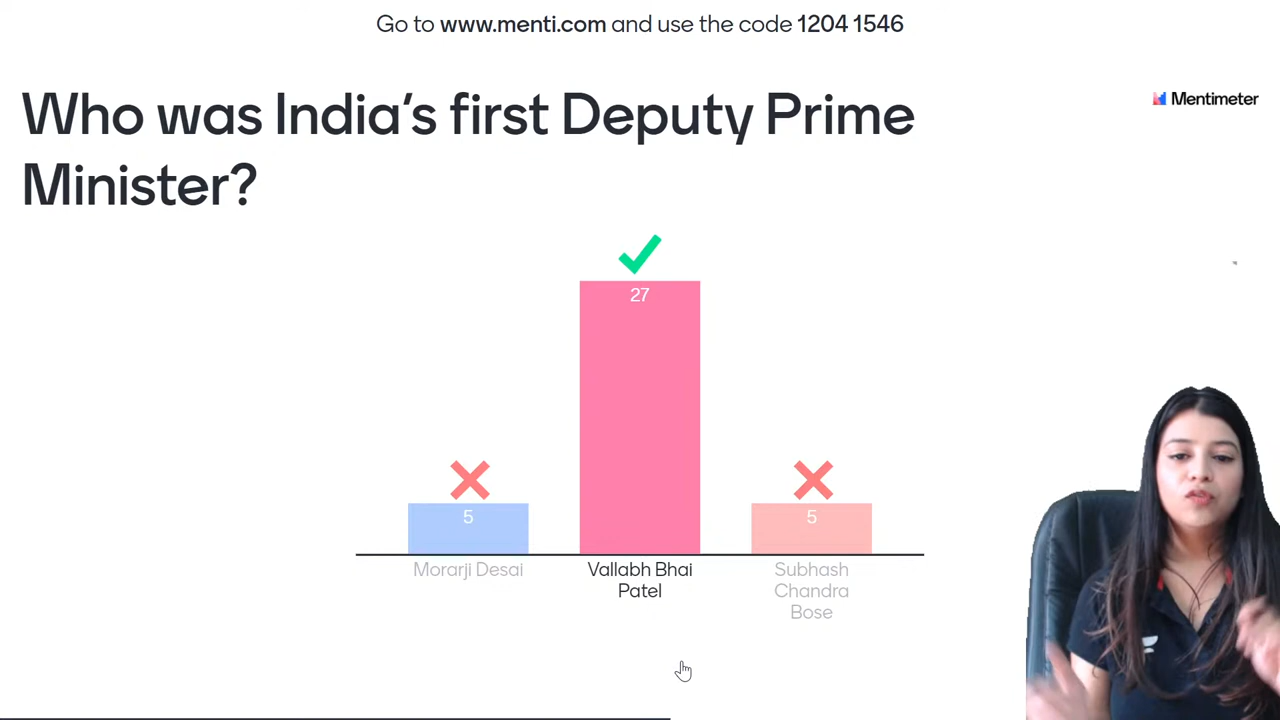 Go to www.menti.com and use the code 1204 1546
Who was India's first Deputy Prime
Minister?
Mentimeter
27
5
5
Morarji Desai
Vallabh Bhai
Patel
Subhash
Chandra
Bose